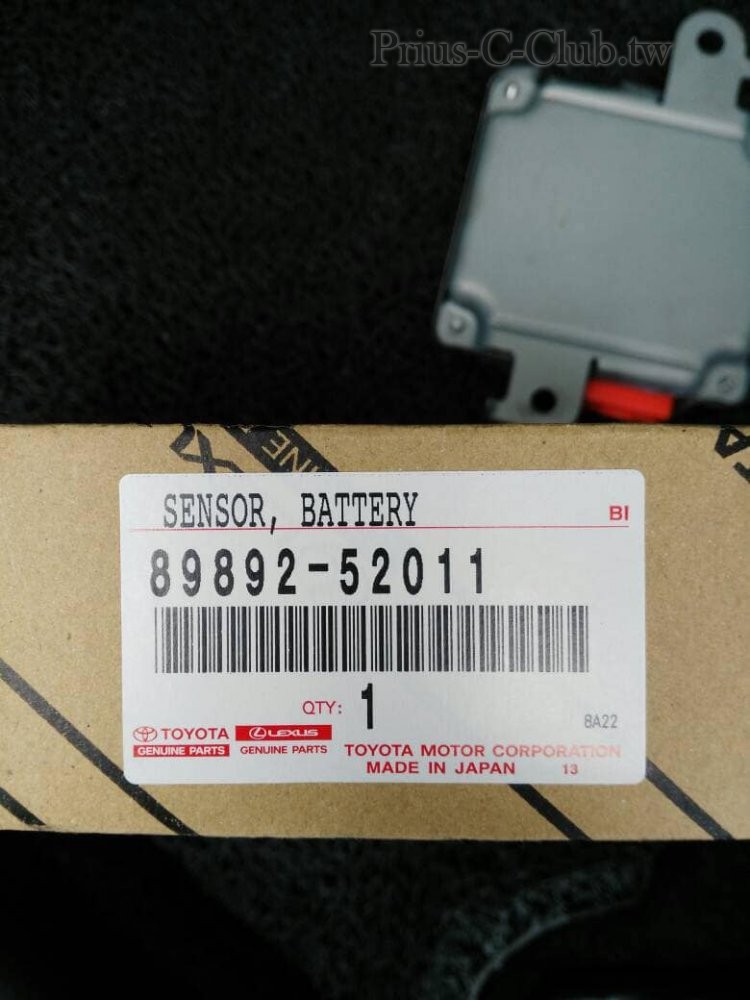 Prius-C-Club.tw
SENSOR, BATTERY
BI
89892-52011
QTY: 1
8A22
TOYOTA
LEXUS
GENUINE PARTS
GENUINE PARTS
TOYOTA MOTOR CORPORATION
MADE IN JAPAN 13